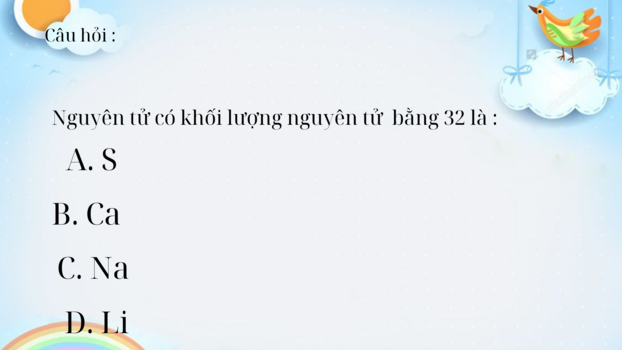 Câu hỏi :
Nguyên tử có khối lượng nguyên tử bằng 32 là :
A. S
B. Ca
C. Na
D. Li